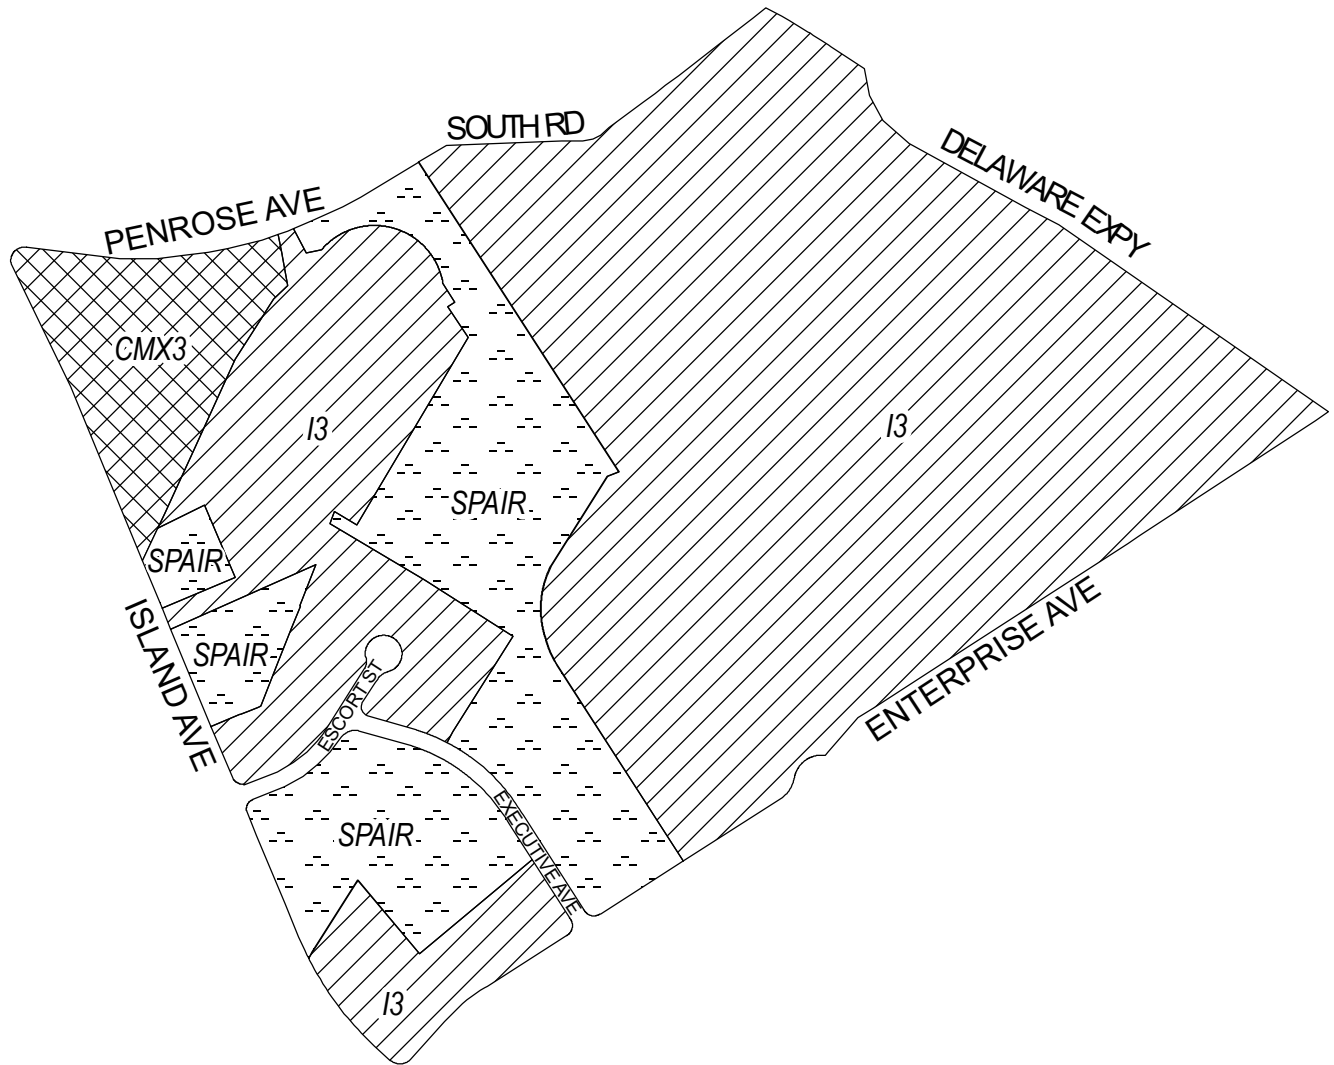 SOUTH RD
DELAWARE EXPY
PENROSE AVE
CMX3
I3
I3
SPAIR
SPAIR
ISLAND AVE
SPAIR
ENTERPRISE AVE
ESCORT ST
EXECUTIVE AVE
SPAIR
I3